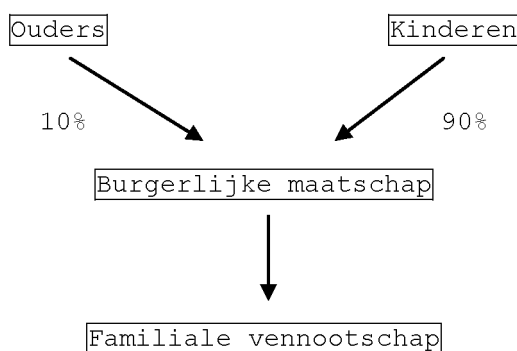 Ouders
Kinderen
10%
90%
Burgerlijke maatschap
Familiale vennootschap